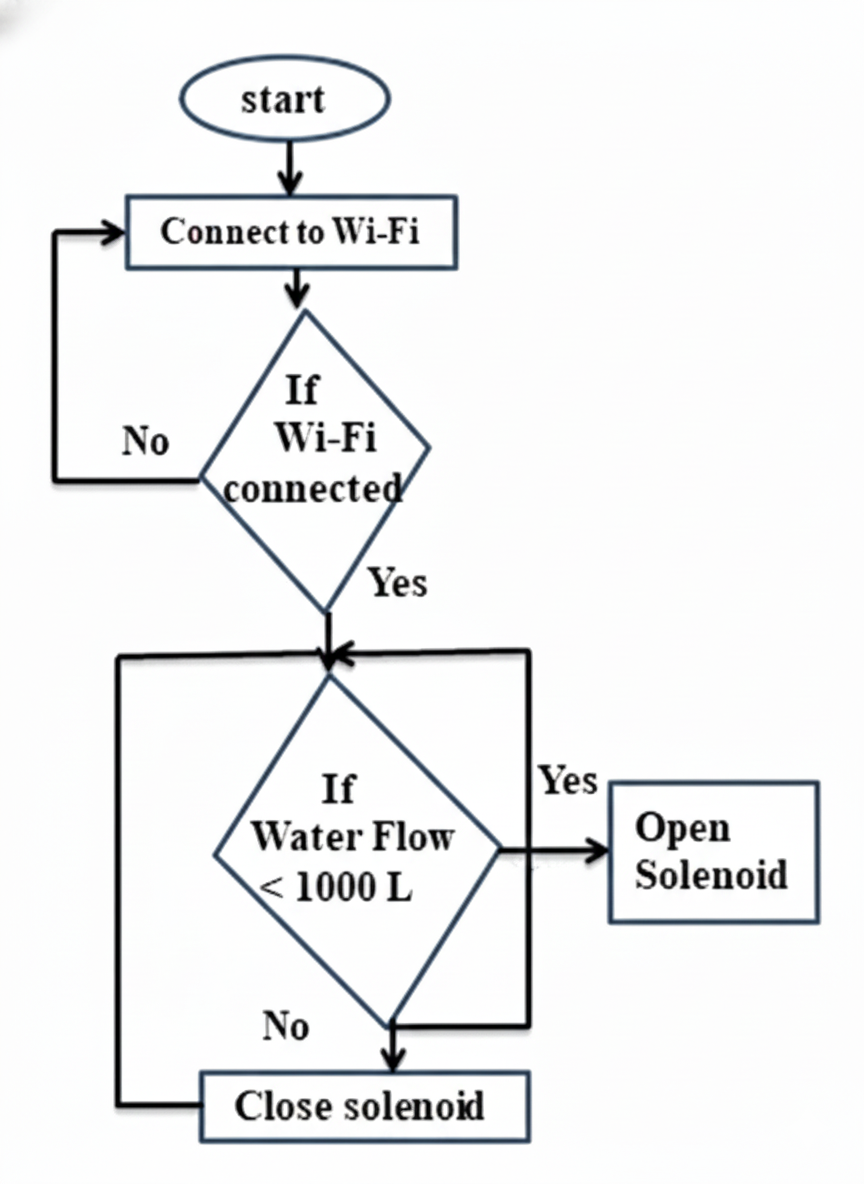 start
Connect to Wi-Fi
If
Wi-Fi
connected
No
Yes
If
Water Flow
< 1000 L
Yes
Open
Solenoid
No
Close solenoid